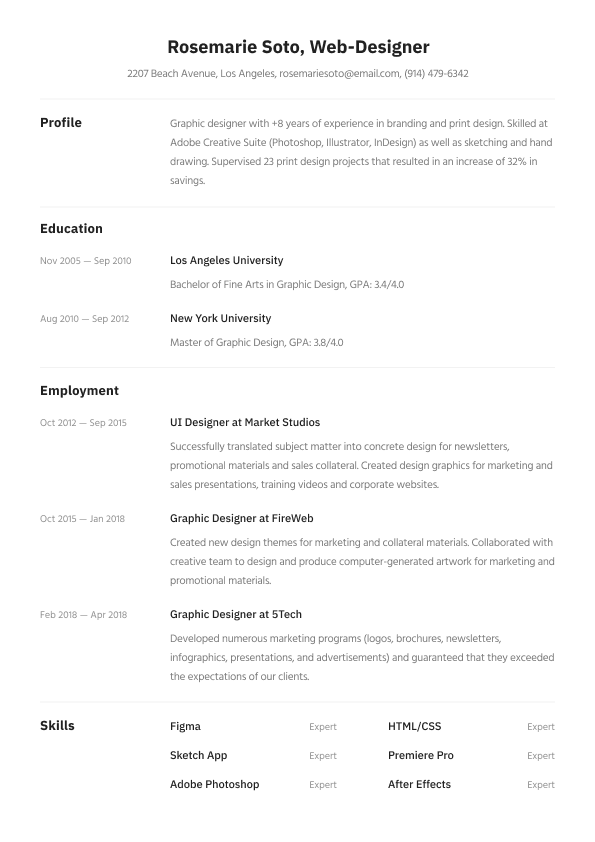 Rosemarie Soto, Web-Designer
2207 Beach Avenue, Los Angeles, rosemariesoto@email.com, (914) 479-6342
Profile
Graphic designer with +8 years of experience in branding and print design. Skilled at
Adobe Creative Suite (Photoshop, Illustrator, InDesign) as well as sketching and hand
drawing. Supervised 23 print design projects that resulted in an increase of 32% in
savings.
Education
Nov 2005 — Sep 2010 Los Angeles University
Bachelor of Fine Arts in Graphic Design, GPA: 3.4/4.0
Aug 2010 — Sep 2012 New York University
Master of Graphic Design, GPA: 3.8/4.0
Employment
Oct 2012 — Sep 2015 UI Designer at Market Studios
Successfully translated subject matter into concrete design for newsletters,
promotional materials and sales collateral. Created design graphics for marketing and
sales presentations, training videos and corporate websites.
Oct 2015 — Jan 2018 Graphic Designer at FireWeb
Created new design themes for marketing and collateral materials. Collaborated with
creative team to design and produce computer-generated artwork for marketing and
promotional materials.
Feb 2018 — Apr 2018 Graphic Designer at 5Tech
Developed numerous marketing programs (logos, brochures, newsletters,
infographics, presentations, and advertisements) and guaranteed that they exceeded
the expectations of our clients.
Skills
Figma Expert HTML/CSS Expert
Sketch App Expert Premiere Pro Expert
Adobe Photoshop Expert After Effects Expert